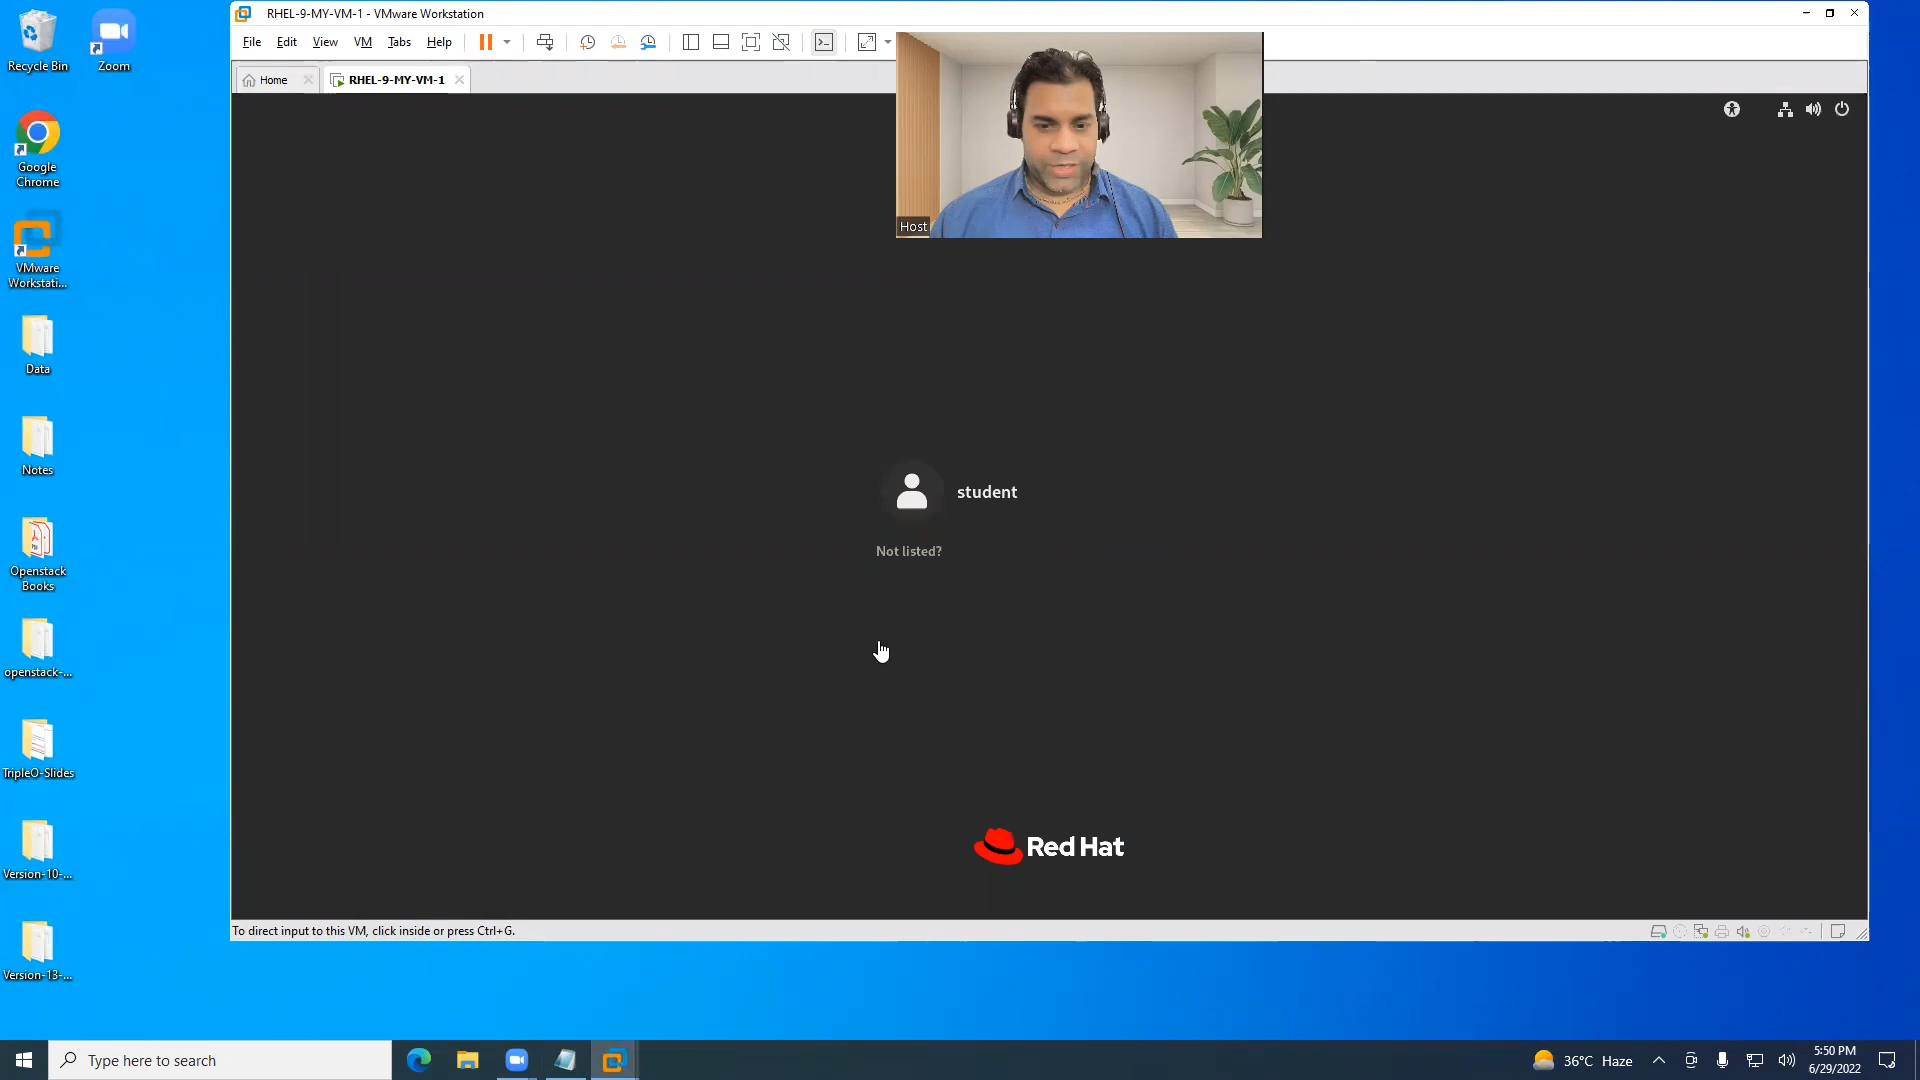 RHEL-9-MY-VM-1 - VMware Workstation
File Edit View VM Tabs Help
Home
RHEL-9-MY-VM-1
Host
student
Not listed?
Red Hat
To direct input to this VM, click inside or press Ctrl+G.
Recycle Bin
Zoom
Google
Chrome
VMware
Workstati...
Data
Notes
Openstack
Books
openstack-...
TripleO-Slides
Version-10-...
Version-13-...
Type here to search
36°C Haze
5:50 PM
6/29/2022